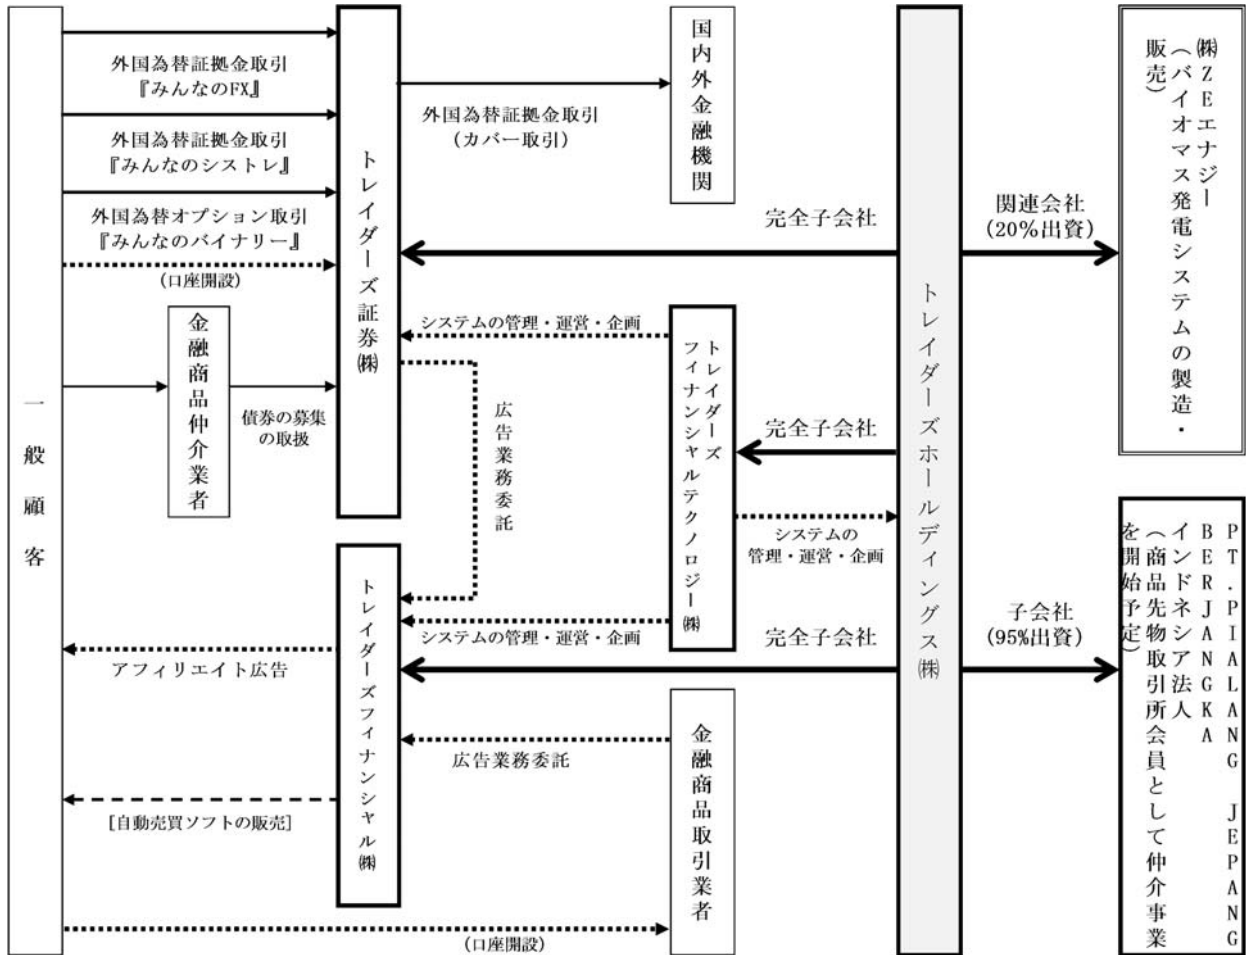 一般顧客
外国為替証拠金取引
『みんなのFX』
外国為替証拠金取引
『みんなのシストレ』
外国為替オプション取引
『みんなのバイナリー』
(口座開設)
金融商品仲介業者
債券の募集
の取扱
トレイダーズ証券㈱
外国為替証拠金取引
(カバー取引)
国内外金融機関
完全子会社
システムの管理・運営・企画
広告業務委託
トレイダーズ
フィナンシャルテクノロジー㈱
完全子会社
システムの
管理・運営・企画
システムの管理・運営・企画
完全子会社
トレイダーズフィナンシャル㈱
アフィリエイト広告
広告業務委託
[自動売買ソフトの販売]
金融商品取引業者
(口座開設)
トレイダーズホールディングス㈱
関連会社
(20%出資)
㈱ZEエナジー
(バイオマス発電システムの製造・
販売)
子会社
(95%出資)
PT.PIALANG JEPANG
BERJANGKA
インドネシア法人
(商品先物取引所会員として仲介事業
を開始予定)